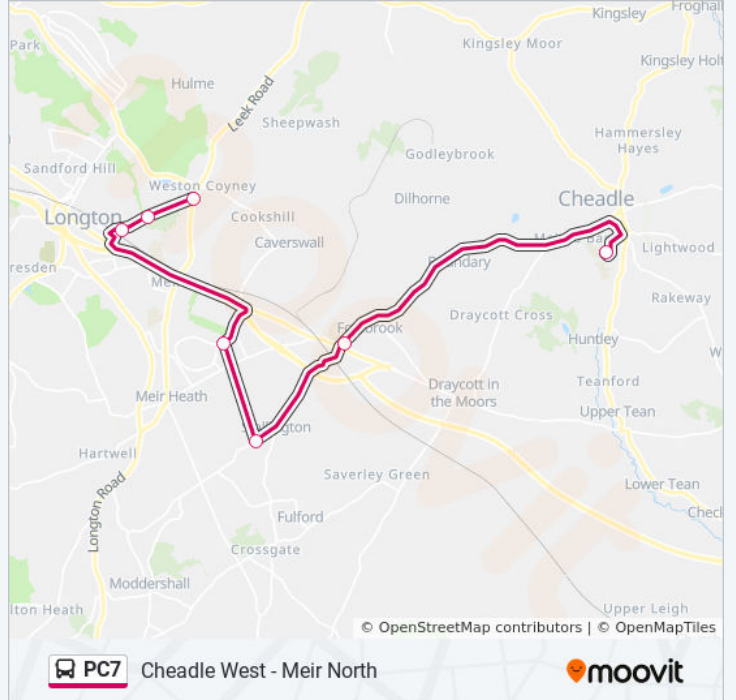 Kingsley
Froghall
Park
Kingsley Moor
Kingsley Holt
Hulme
Leek Road
Sheepwash
Hammersley
Hayes
Godleybrook
Sandford Hill
Weston Coyney
Dilhorne
Cheadle
Longton
Cookshill
Caverswall
Lightwood
resden
Rakeway
Draycott Cross
Huntley
Draycott in
the Moors
Teanford
Meir Heath
Upper Tean
Hartwell
Saverley Green
Lower Tean
Longton Road
Fulford
Check
Crossgate
Moddershall
lton Heath
Upper Leigh
© OpenStreetMap contributors | © OpenMapTiles
PC7 Cheadle West - Meir North
moovit